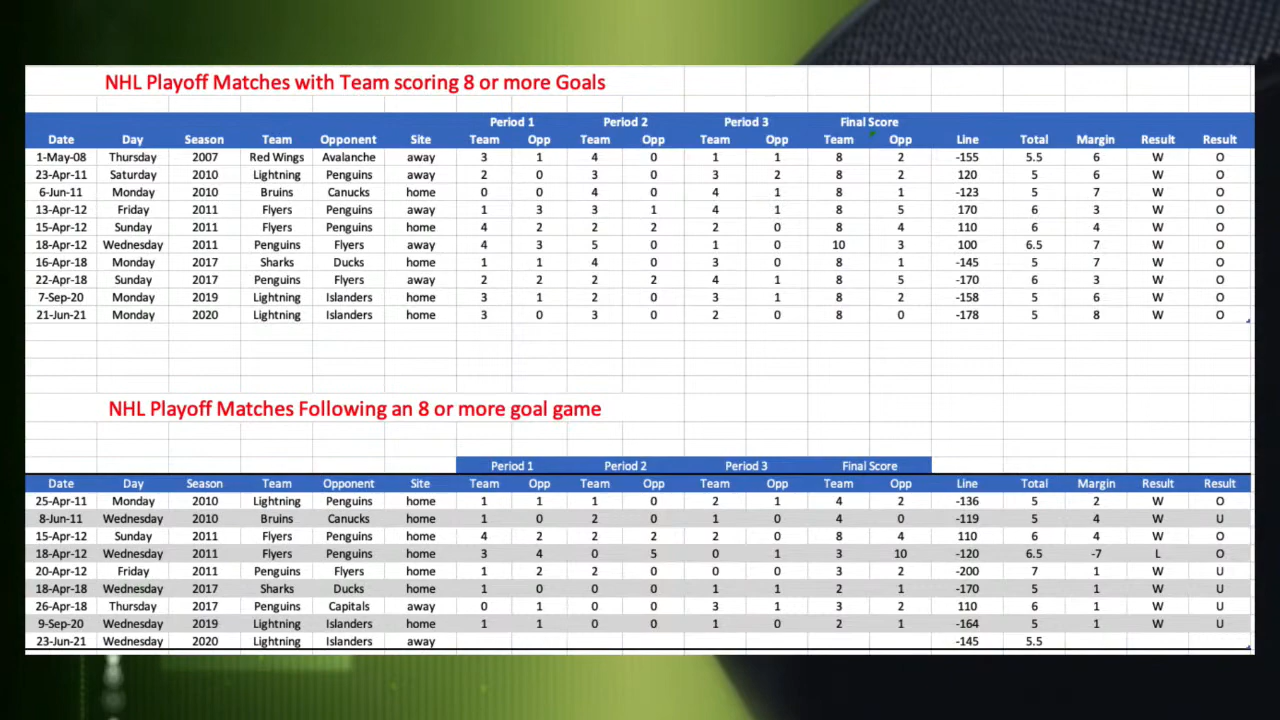 NHL Playoff Matches with Team scoring 8 or more Goals
Period 1 Period 2 Period 3 Final Score
Date Day Season Team Opponent Site Team Opp Team Opp Team Opp Team Opp Line Total Margin Result Result
1-May-08 Thursday 2007 Red Wings Avalanche away 3 1 4 0 1 1 8 2 -155 5.5 6 W O
23-Apr-11 Saturday 2010 Lightning Penguins away 2 0 3 0 3 2 8 2 120 5 6 W O
6-Jun-11 Monday 2010 Bruins Canucks home 0 0 4 0 4 1 8 1 -123 5 7 W O
13-Apr-12 Friday 2011 Flyers Penguins away 1 3 3 1 4 1 8 5 170 6 3 W O
15-Apr-12 Sunday 2011 Flyers Penguins home 4 2 2 2 2 0 8 4 110 6 4 W O
18-Apr-12 Wednesday 2011 Penguins Flyers away 4 3 5 0 1 0 10 3 100 6.5 7 W O
16-Apr-18 Monday 2017 Sharks Ducks home 1 1 4 0 3 0 8 1 -145 5 7 W O
22-Apr-18 Sunday 2017 Penguins Flyers away 2 2 2 2 4 1 8 5 -170 6 3 W O
7-Sep-20 Monday 2019 Lightning Islanders home 3 1 2 0 3 1 8 2 -158 5 6 W O
21-Jun-21 Monday 2020 Lightning Islanders home 3 0 3 0 2 0 8 0 -178 5 8 W O
NHL Playoff Matches Following an 8 or more goal game
Period 1 Period 2 Period 3 Final Score
Date Day Season Team Opponent Site Team Opp Team Opp Team Opp Team Opp Line Total Margin Result Result
25-Apr-11 Monday 2010 Lightning Penguins home 1 1 1 0 2 1 4 2 -136 5 2 W O
8-Jun-11 Wednesday 2010 Bruins Canucks home 1 0 2 0 1 0 4 0 -119 5 4 W U
15-Apr-12 Sunday 2011 Flyers Penguins home 4 2 2 2 2 0 8 4 110 6 4 W O
18-Apr-12 Wednesday 2011 Flyers Penguins home 3 4 0 5 0 1 3 10 -120 6.5 -7 L O
20-Apr-12 Friday 2011 Penguins Flyers home 1 2 2 0 0 0 3 2 -200 7 1 W U
18-Apr-18 Wednesday 2017 Sharks Ducks home 1 0 0 0 1 1 2 1 -170 5 1 W U
26-Apr-18 Thursday 2017 Penguins Capitals away 0 1 0 0 3 1 3 2 110 6 1 W U
9-Sep-20 Wednesday 2019 Lightning Islanders home 1 1 0 0 1 0 2 1 -164 5 1 W U
23-Jun-21 Wednesday 2020 Lightning Islanders away -145 5.5